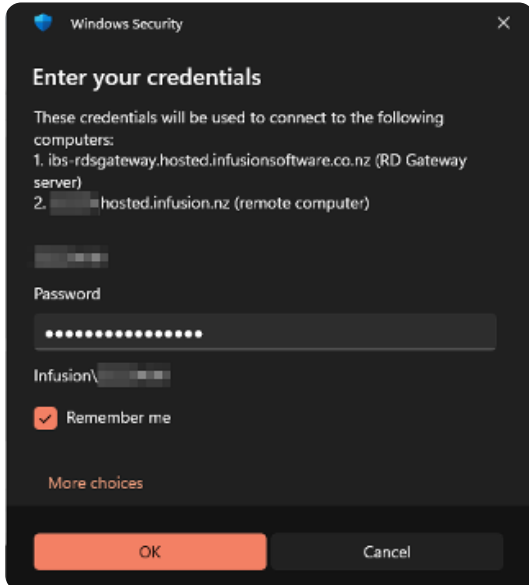 Windows Security
Enter your credentials
These credentials will be used to connect to the following
computers:
1. ibs-rdsgateway.hosted.infusionsoftware.co.nz (RD Gateway
server)
2. hosted.infusion.nz (remote computer)
Password
••••••••••••••••
Infusion\
Remember me
More choices
OK
Cancel